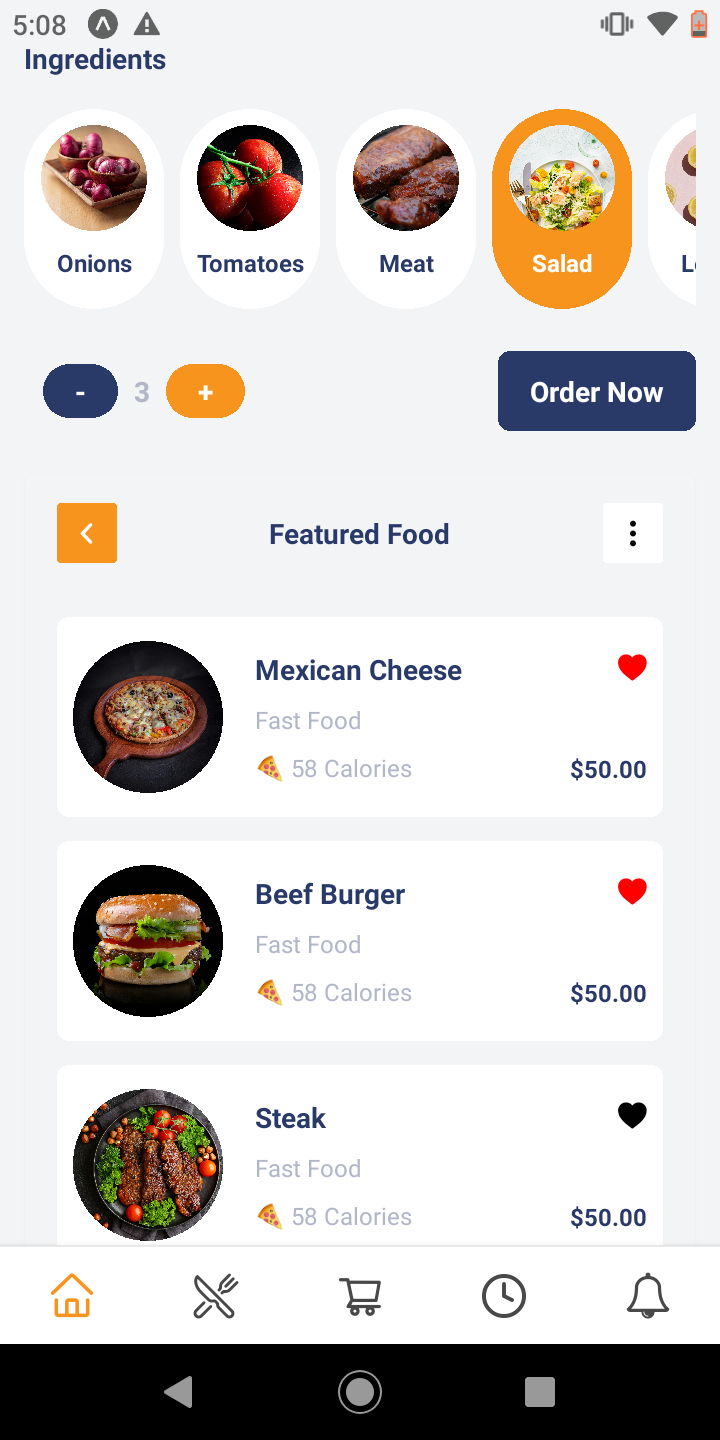 5:08
Ingredients
Onions
Tomatoes
Meat
Salad
- 3 +
Order Now
Featured Food
Mexican Cheese
Fast Food
58 Calories
$50.00
Beef Burger
Fast Food
58 Calories
$50.00
Steak
Fast Food
58 Calories
$50.00